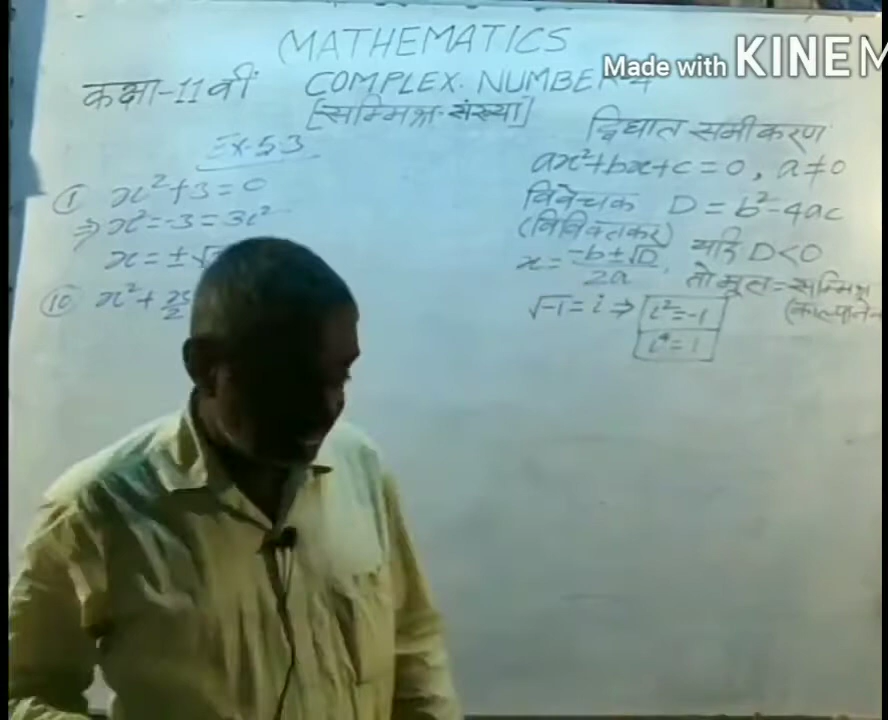 MATHEMATICS
Made with KINEM
कक्षा-11वीं COMPLEX. NUMBER-4
[सम्मिश्र-संख्या]
Ex-5.3
① x²+3=0
⇒ x²=-3=3i²
x=±√
⑩ x²+
द्विघात समीकरण
ax²+bx+c=0, a≠0
विवेचक D=b²-4ac
(विविक्तकर)
x=(-b±√D)/2a, यदि D<0
तो मूल=सम्मिश्र
√-1=i⇒ i²=-1
i⁴=1